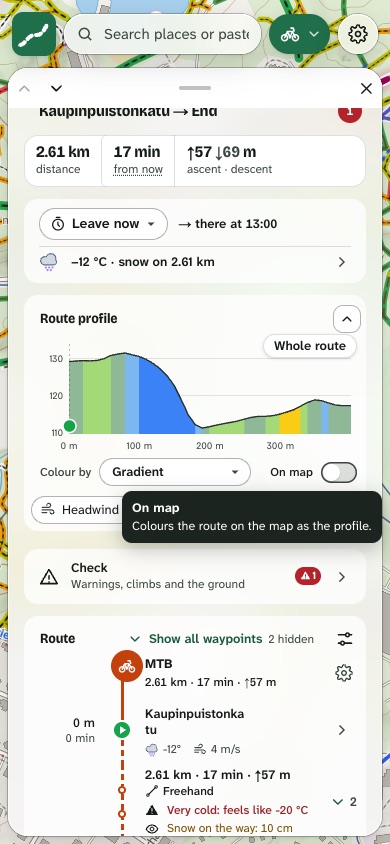 Search places or paste
Kaupinpuistonkatu → End
1
2.61 km
distance
17 min
from now
↑57 ↓69 m
ascent · descent
Leave now
→ there at 13:00
−12 °C · snow on 2.61 km
Route profile
Whole route
130
120
110
0 m
100 m
200 m
300 m
Colour by
Gradient
On map
Headwind
On map
Colours the route on the map as the profile.
Check
Warnings, climbs and the ground
1
Route
Show all waypoints 2 hidden
MTB
2.61 km · 17 min · ↑57 m
0 m
0 min
Kaupinpuistonka
tu
-12° 4 m/s
2.61 km · 17 min · ↑57 m
Freehand
Very cold: feels like -20 °C
2
Snow on the way: 10 cm